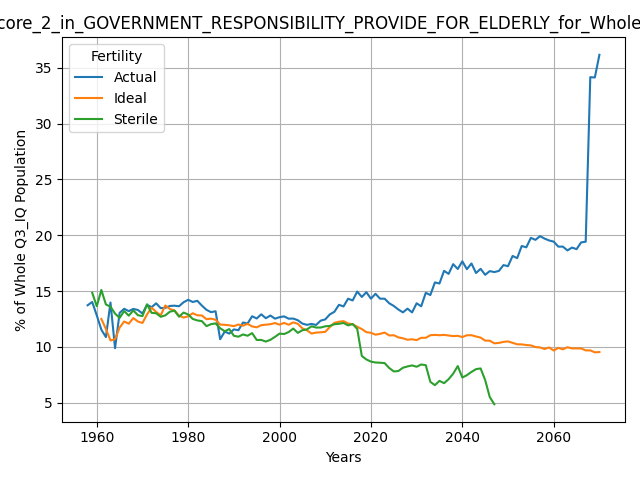 core_2_in_GOVERNMENT_RESPONSIBILITY_PROVIDE_FOR_ELDERLY_for_Whole
Fertility
Actual
Ideal
Sterile
% of Whole Q3_IQ Population
35
30
25
20
15
10
5
1960 1980 2000 2020 2040 2060
Years